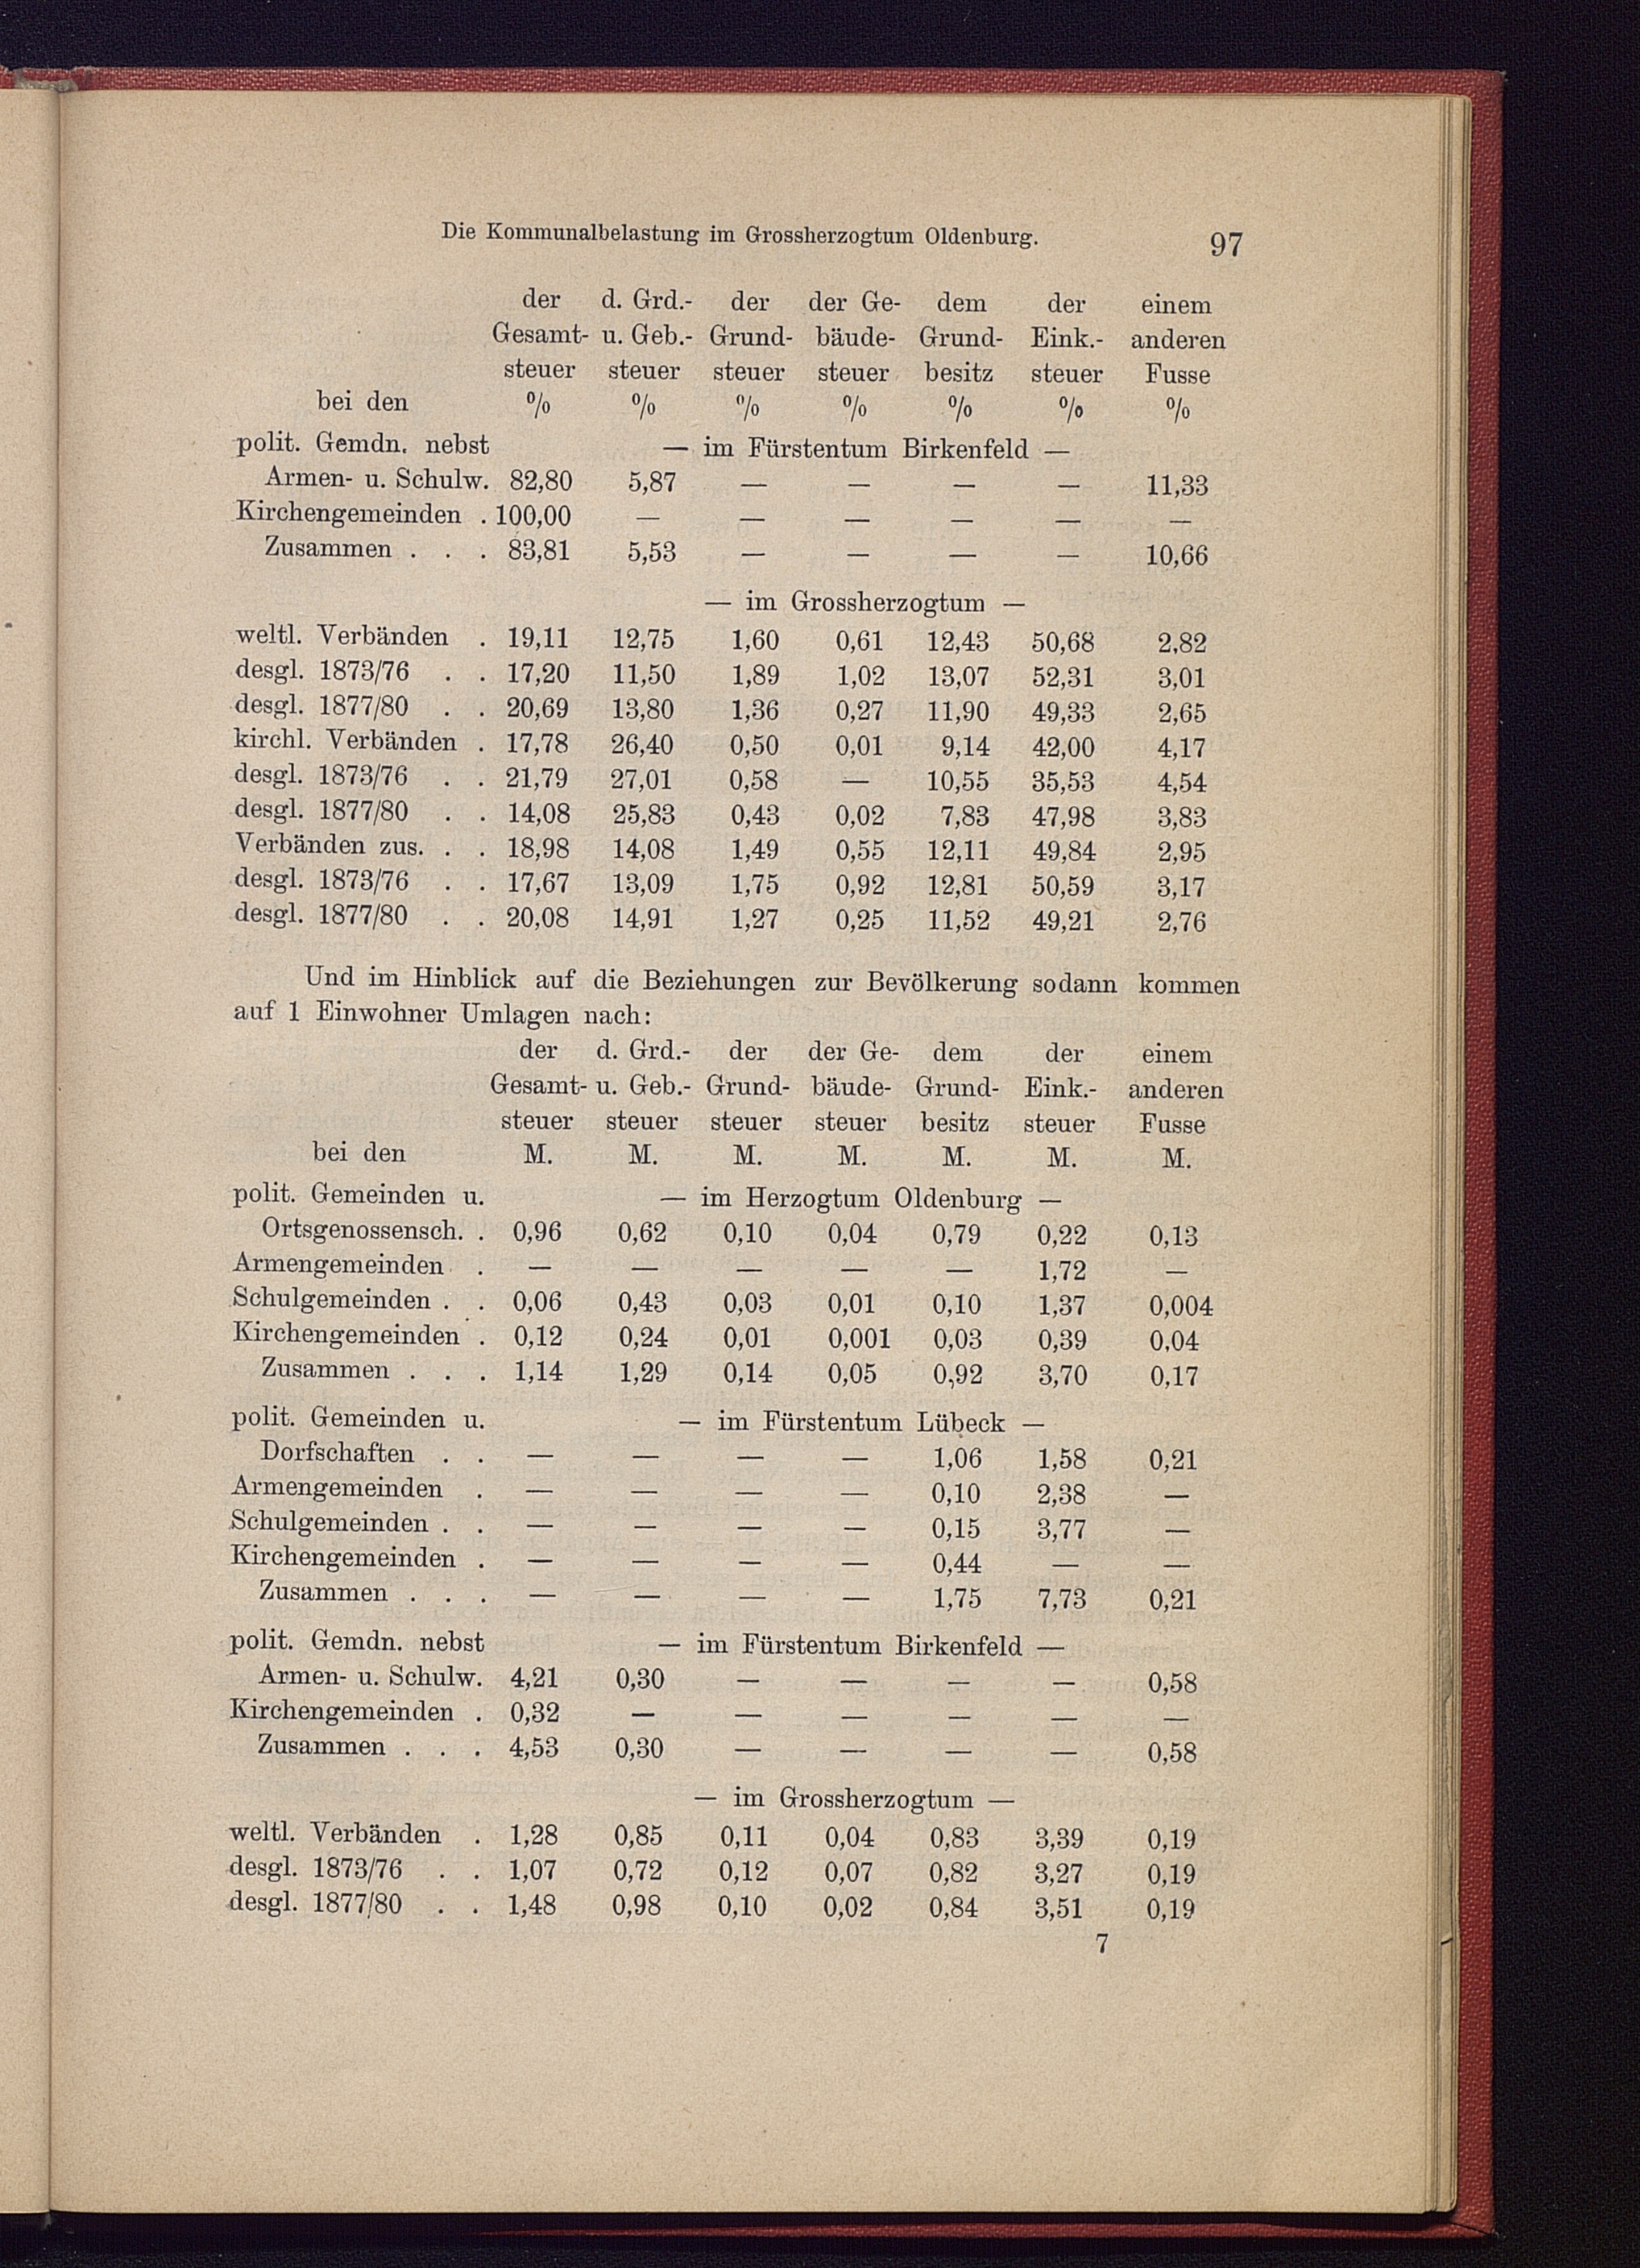 Die Kommunalbelastung im Grossherzogtum Oldenburg. 97
der d. Grd.- der der Ge- dem der einem
Gesamt- u. Geb.- Grund- bäude- Grund- Eink.- anderen
steuer steuer steuer steuer besitz steuer Fusse
bei den % % % % % % %
polit. Gemdn. nebst — im Fürstentum Birkenfeld —
Armen- u. Schulw. 82,80 5,87 — — — — 11,33
Kirchengemeinden . 100,00 — — — — — —
Zusammen . . . 83,81 5,53 — — — — 10,66
— im Grossherzogtum —
weltl. Verbänden . 19,11 12,75 1,60 0,61 12,43 50,68 2,82
desgl. 1873/76 . . 17,20 11,50 1,89 1,02 13,07 52,31 3,01
desgl. 1877/80 . . 20,69 13,80 1,36 0,27 11,90 49,33 2,65
kirchl. Verbänden . 17,78 26,40 0,50 0,01 9,14 42,00 4,17
desgl. 1873/76 . . 21,79 27,01 0,58 — 10,55 35,53 4,54
desgl. 1877/80 . . 14,08 25,83 0,43 0,02 7,83 47,98 3,83
Verbänden zus. . . 18,98 14,08 1,49 0,55 12,11 49,84 2,95
desgl. 1873/76 . . 17,67 13,09 1,75 0,92 12,81 50,59 3,17
desgl. 1877/80 . . 20,08 14,91 1,27 0,25 11,52 49,21 2,76
Und im Hinblick auf die Beziehungen zur Bevölkerung sodann kommen
auf 1 Einwohner Umlagen nach:
der d. Grd.- der der Ge- dem der einem
Gesamt- u. Geb.- Grund- bäude- Grund- Eink.- anderen
steuer steuer steuer steuer besitz steuer Fusse
bei den M. M. M. M. M. M. M.
polit. Gemeinden u. — im Herzogtum Oldenburg —
Ortsgenossensch. . 0,96 0,62 0,10 0,04 0,79 0,22 0,13
Armengemeinden . — — — — — 1,72 —
Schulgemeinden . . 0,06 0,43 0,03 0,01 0,10 1,37 0,004
Kirchengemeinden . 0,12 0,24 0,01 0,001 0,03 0,39 0,04
Zusammen . . . 1,14 1,29 0,14 0,05 0,92 3,70 0,17
polit. Gemeinden u. — im Fürstentum Lübeck —
Dorfschaften . . — — — — 1,06 1,58 0,21
Armengemeinden . — — — — 0,10 2,38 —
Schulgemeinden . . — — — — 0,15 3,77 —
Kirchengemeinden . — — — — 0,44 — —
Zusammen . . . — — — — 1,75 7,73 0,21
polit. Gemdn. nebst — im Fürstentum Birkenfeld —
Armen- u. Schulw. 4,21 0,30 — — — — 0,58
Kirchengemeinden . 0,32 — — — — — —
Zusammen . . . 4,53 0,30 — — — — 0,58
— im Grossherzogtum —
weltl. Verbänden . 1,28 0,85 0,11 0,04 0,83 3,39 0,19
desgl. 1873/76 . . 1,07 0,72 0,12 0,07 0,82 3,27 0,19
desgl. 1877/80 . . 1,48 0,98 0,10 0,02 0,84 3,51 0,19
7